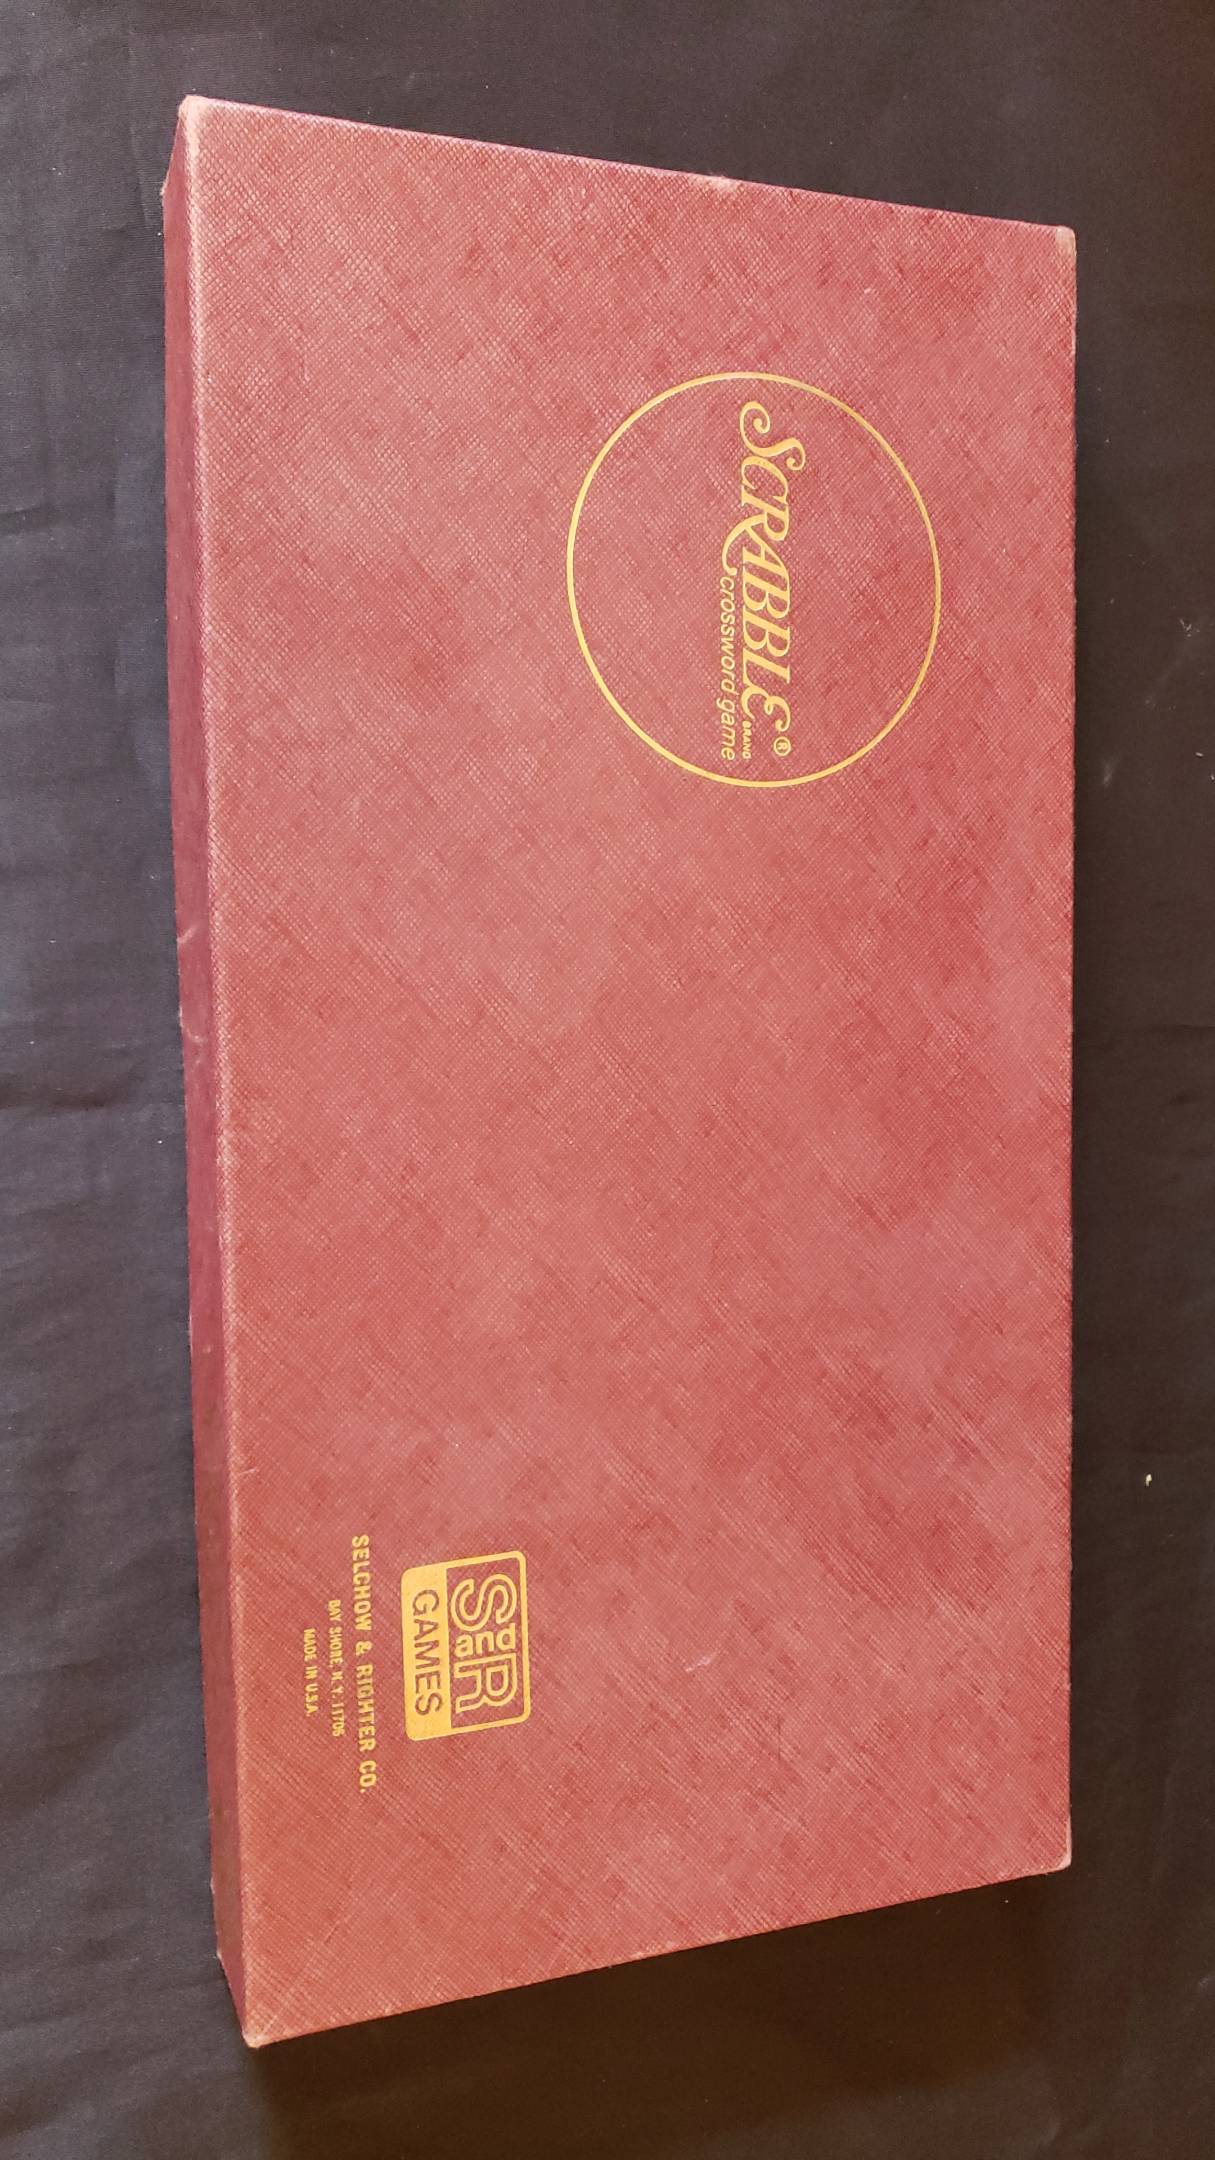 SCRABBLE®
BRAND
crossword game
S and R
GAMES
SELCHOW & RIGHTER CO.
BAY SHORE, N. Y. 11706
MADE IN U.S.A.